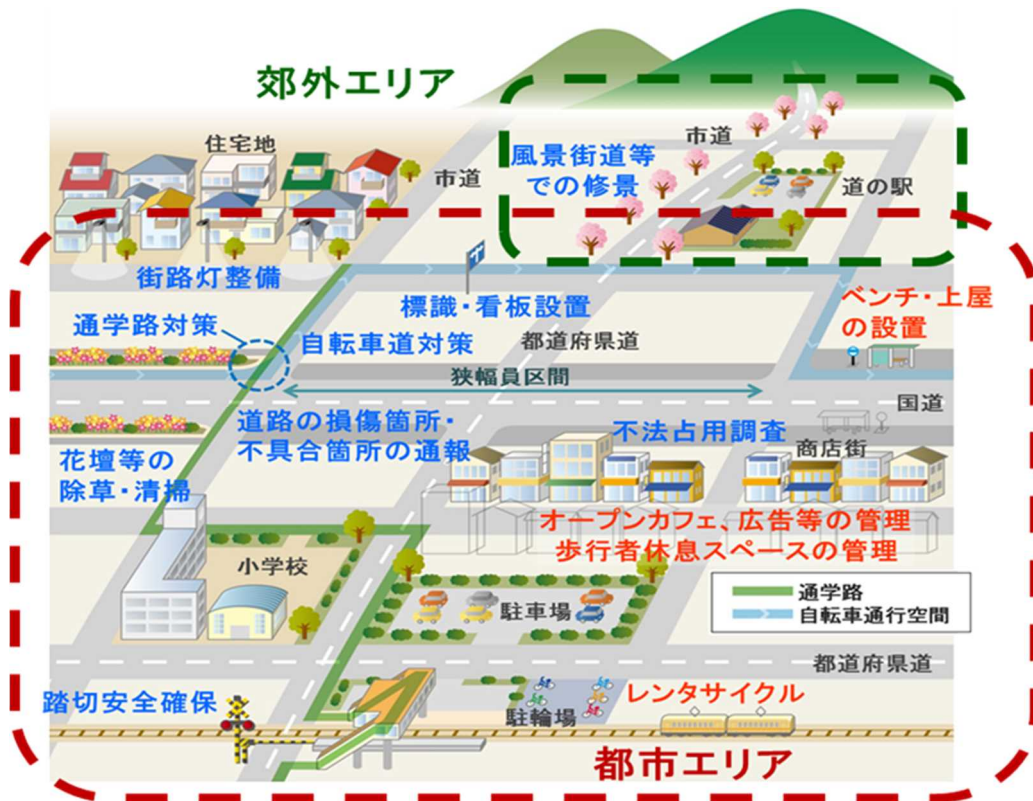 郊外エリア
住宅地
市道
市道
風景街道等
での修景
道の駅
街路灯整備
標識・看板設置
ベンチ・上屋
の設置
通学路対策
自転車道対策
都道府県道
狭幅員区間
国道
道路の損傷箇所・
不具合箇所の通報
不法占用調査
商店街
花壇等の
除草・清掃
オープンカフェ、広告等の管理
歩行者休息スペースの管理
小学校
駐車場
通学路
自転車通行空間
都道府県道
踏切安全確保
駐輪場
レンタサイクル
都市エリア